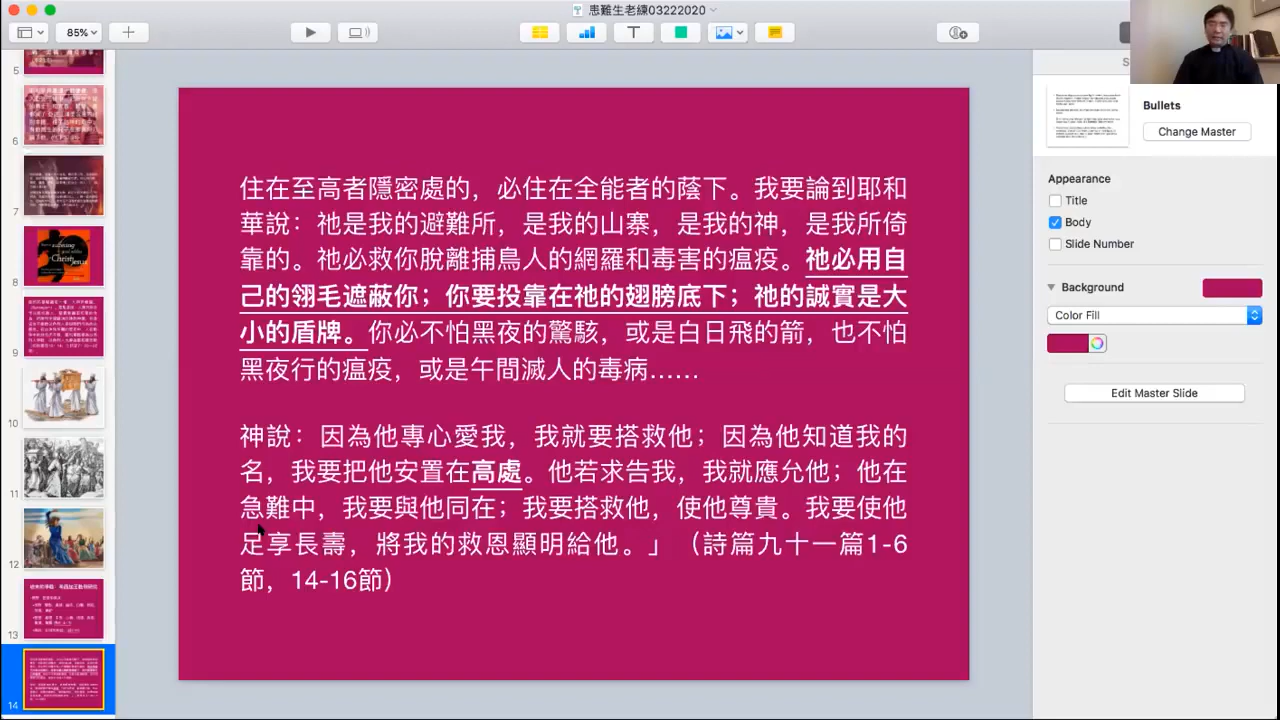 患難生老練03222020
85%
Bullets
Change Master
Appearance
Title
Body
Slide Number
Background
Color Fill
Edit Master Slide
5
6
7
8
9
10
11
12
13
14
住在至高者隱密處的，必住在全能者的蔭下。我要論到耶和
華說：祂是我的避難所，是我的山寨，是我的神，是我所倚
靠的。祂必救你脫離捕鳥人的網羅和毒害的瘟疫。祂必用自
己的翎毛遮蔽你；你要投靠在祂的翅膀底下；祂的誠實是大
小的盾牌。你必不怕黑夜的驚駭，或是白日飛的箭，也不怕
黑夜行的瘟疫，或是午間滅人的毒病……
神說：因為他專心愛我，我就要搭救他；因為他知道我的
名，我要把他安置在高處。他若求告我，我就應允他；他在
急難中，我要與他同在；我要搭救他，使他尊貴。我要使他
足享長壽，將我的救恩顯明給他。」（詩篇九十一篇1-6
節，14-16節）